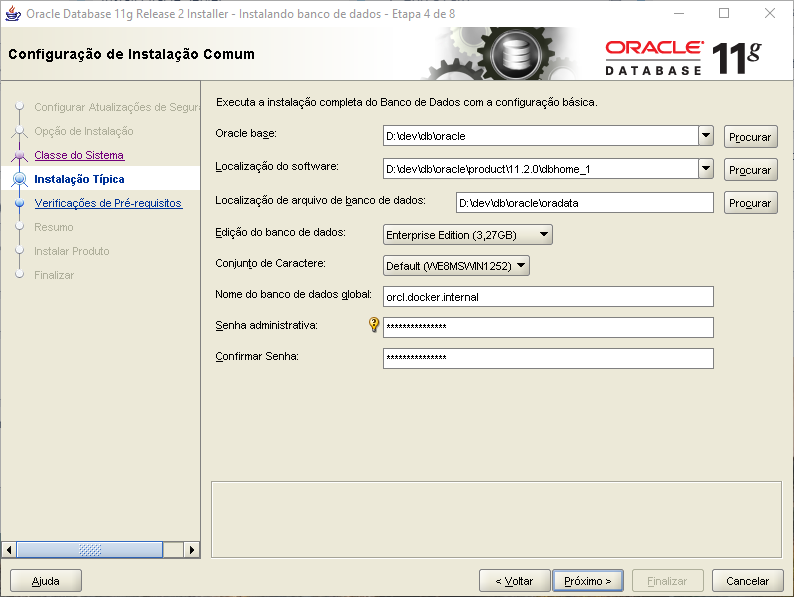 Oracle Database 11g Release 2 Installer - Instalando banco de dados - Etapa 4 de 8
Configuração de Instalação Comum
ORACLE
DATABASE
11g
Configurar Atualizações de Segur
Opção de Instalação
Classe do Sistema
Instalação Típica
Verificações de Pré-requisitos
Resumo
Instalar Produto
Finalizar
Executa a instalação completa do Banco de Dados com a configuração básica.
Oracle base: D:\dev\db\oracle Procurar
Localização do software: D:\dev\db\oracle\product\11.2.0\dbhome_1 Procurar
Localização de arquivo de banco de dados: D:\dev\db\oracle\oradata Procurar
Edição do banco de dados: Enterprise Edition (3,27GB)
Conjunto de Caractere: Default (WE8MSWIN1252)
Nome do banco de dados global: orcl.docker.internal
Senha administrativa: **************
Confirmar Senha: **************
Ajuda < Voltar Próximo > Finalizar Cancelar